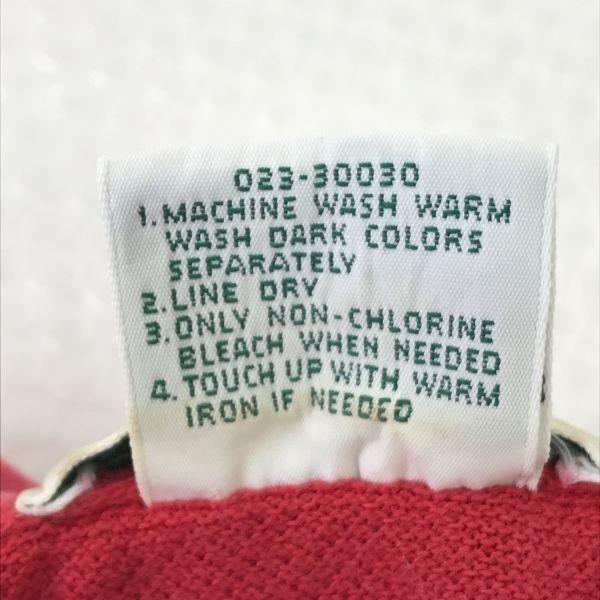 023-30030
1. MACHINE WASH WARM
WASH DARK COLORS
SEPARATELY
2. LINE DRY
3. ONLY NON-CHLORINE
BLEACH WHEN NEEDED
4. TOUCH UP WITH WARM
IRON IF NEEDED